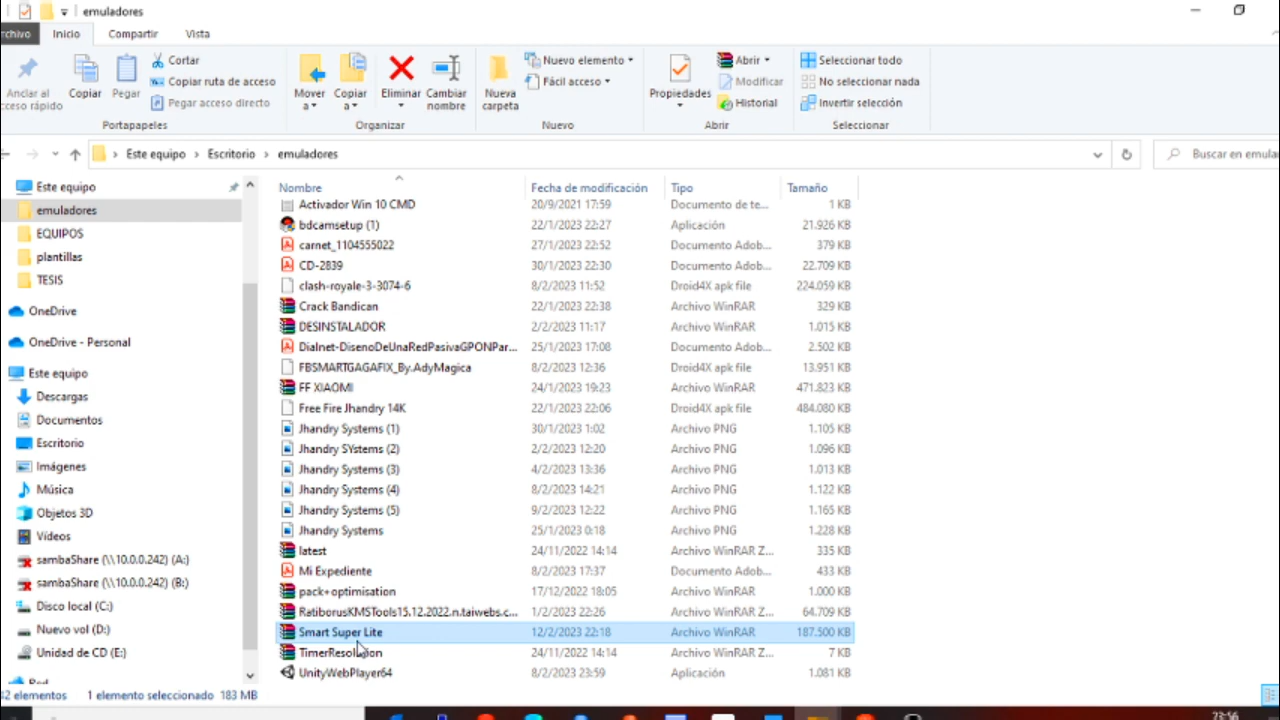 emuladores
rchivo Inicio Compartir Vista
Anclar al
cceso rápido
Copiar
Pegar
Cortar
Copiar ruta de acceso
Pegar acceso directo
Portapapeles
Mover
a
Copiar
a
Eliminar
Cambiar
nombre
Organizar
Nueva
carpeta
Nuevo elemento
Fácil acceso
Nuevo
Propiedades
Abrir
Modificar
Historial
Abrir
Seleccionar todo
No seleccionar nada
Invertir selección
Seleccionar
Este equipo > Escritorio > emuladores
Buscar en emula
Este equipo
emuladores
EQUIPOS
plantillas
TESIS
OneDrive
OneDrive - Personal
Este equipo
Descargas
Documentos
Escritorio
Imágenes
Música
Objetos 3D
Vídeos
sambaShare (\\10.0.0.242) (A:)
sambaShare (\\10.0.0.242) (B:)
Disco local (C:)
Nuevo vol (D:)
Unidad de CD (E:)
Red
Nombre Fecha de modificación Tipo Tamaño
Activador Win 10 CMD 20/9/2021 17:59 Documento de te... 1 KB
bdcamsetup (1) 22/1/2023 22:27 Aplicación 21.926 KB
carnet_1104555022 27/1/2023 22:52 Documento Adob... 379 KB
CD-2839 30/1/2023 22:30 Documento Adob... 22.709 KB
clash-royale-3-3074-6 8/2/2023 11:52 Droid4X apk file 224.059 KB
Crack Bandican 22/1/2023 22:38 Archivo WinRAR 329 KB
DESINSTALADOR 2/2/2023 11:17 Archivo WinRAR 1.015 KB
Dialnet-DisenoDeUnaRedPasivaGPONPar... 25/1/2023 17:08 Documento Adob... 2.502 KB
FBSMARTGAGAFIX_By.AdyMagica 8/2/2023 12:36 Droid4X apk file 13.951 KB
FF XIAOMI 24/1/2023 19:23 Archivo WinRAR 471.823 KB
Free Fire Jhandry 14K 22/1/2023 22:06 Droid4X apk file 484.080 KB
Jhandry Systems (1) 30/1/2023 1:02 Archivo PNG 1.105 KB
Jhandry SYstems (2) 2/2/2023 12:20 Archivo PNG 1.096 KB
Jhandry Systems (3) 4/2/2023 13:36 Archivo PNG 1.013 KB
Jhandry Systems (4) 8/2/2023 14:21 Archivo PNG 1.122 KB
Jhandry Systems (5) 9/2/2023 12:22 Archivo PNG 1.165 KB
Jhandry Systems 25/1/2023 0:18 Archivo PNG 1.228 KB
latest 24/11/2022 14:14 Archivo WinRAR Z... 335 KB
Mi Expediente 8/2/2023 17:37 Documento Adob... 433 KB
pack+optimisation 17/12/2022 18:05 Archivo WinRAR 1.000 KB
RatiborusKMSTools15.12.2022.n.taiwebs.c... 1/2/2023 22:26 Archivo WinRAR Z... 64.709 KB
Smart Super Lite 12/2/2023 22:18 Archivo WinRAR 187.500 KB
TimerResolution 24/11/2022 14:14 Archivo WinRAR Z... 7 KB
UnityWebPlayer64 8/2/2023 23:59 Aplicación 1.081 KB
2 elementos 1 elemento seleccionado 183 MB
23:56